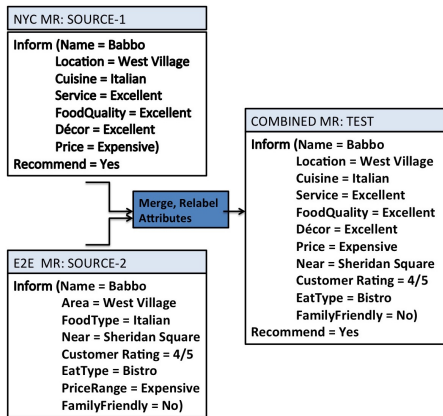 NYC MR: SOURCE-1
Inform (Name = Babbo
Location = West Village
Cuisine = Italian
Service = Excellent
FoodQuality = Excellent
Décor = Excellent
Price = Expensive)
Recommend = Yes
Merge, Relabel
Attributes
E2E MR: SOURCE-2
Inform (Name = Babbo
Area = West Village
FoodType = Italian
Near = Sheridan Square
Customer Rating = 4/5
EatType = Bistro
PriceRange = Expensive
FamilyFriendly = No)
COMBINED MR: TEST
Inform (Name = Babbo
Location = West Village
Cuisine = Italian
Service = Excellent
FoodQuality = Excellent
Décor = Excellent
Price = Expensive
Near = Sheridan Square
Customer Rating = 4/5
EatType = Bistro
FamilyFriendly = No)
Recommend = Yes